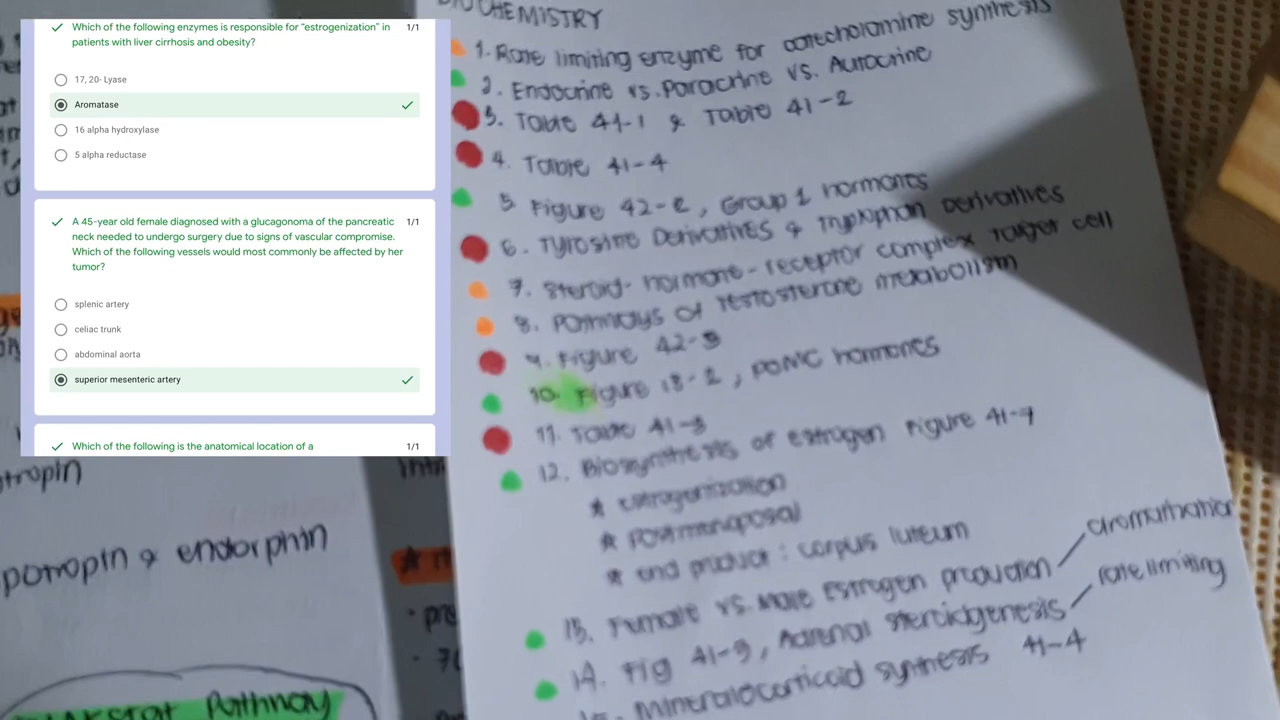 Which of the following enzymes is responsible for "estrogenization" in 1/1
patients with liver cirrhosis and obesity?
17, 20- Lyase
Aromatase
16 alpha hydroxylase
5 alpha reductase
A 45-year old female diagnosed with a glucagonoma of the pancreatic 1/1
neck needed to undergo surgery due to signs of vascular compromise.
Which of the following vessels would most commonly be affected by her
tumor?
splenic artery
celiac trunk
abdominal aorta
superior mesenteric artery
Which of the following is the anatomical location of a 1/1
BIOCHEMISTRY
1. Rate limiting enzyme for catecholamine synthesis
2. Endocrine vs. Paracrine vs. Autocrine
3. Table 41-1 & Table 41-2
4. Table 41-4
5. Figure 42-2, Group 1 hormones
6. Tyrosine Derivatives & Tryptophan Derivatives
7. Steroid-hormone-receptor complex target cell
8. Pathways of testosterone metabolism
9. Figure 42-3
10. Figure 18-2, POMC hormones
11. Table 41-3
12. Biosynthesis of estrogen Figure 41-7
* estrogenization
* Postmenoposal
* end product: corpus luteum
13. Female vs. Male Estrogen production / aromatization
14. Fig 41-9, Adrenal steroidgenesis / rate limiting
Mineralocorticoid synthesis 41-4
tropin
& endorphin
Pathway